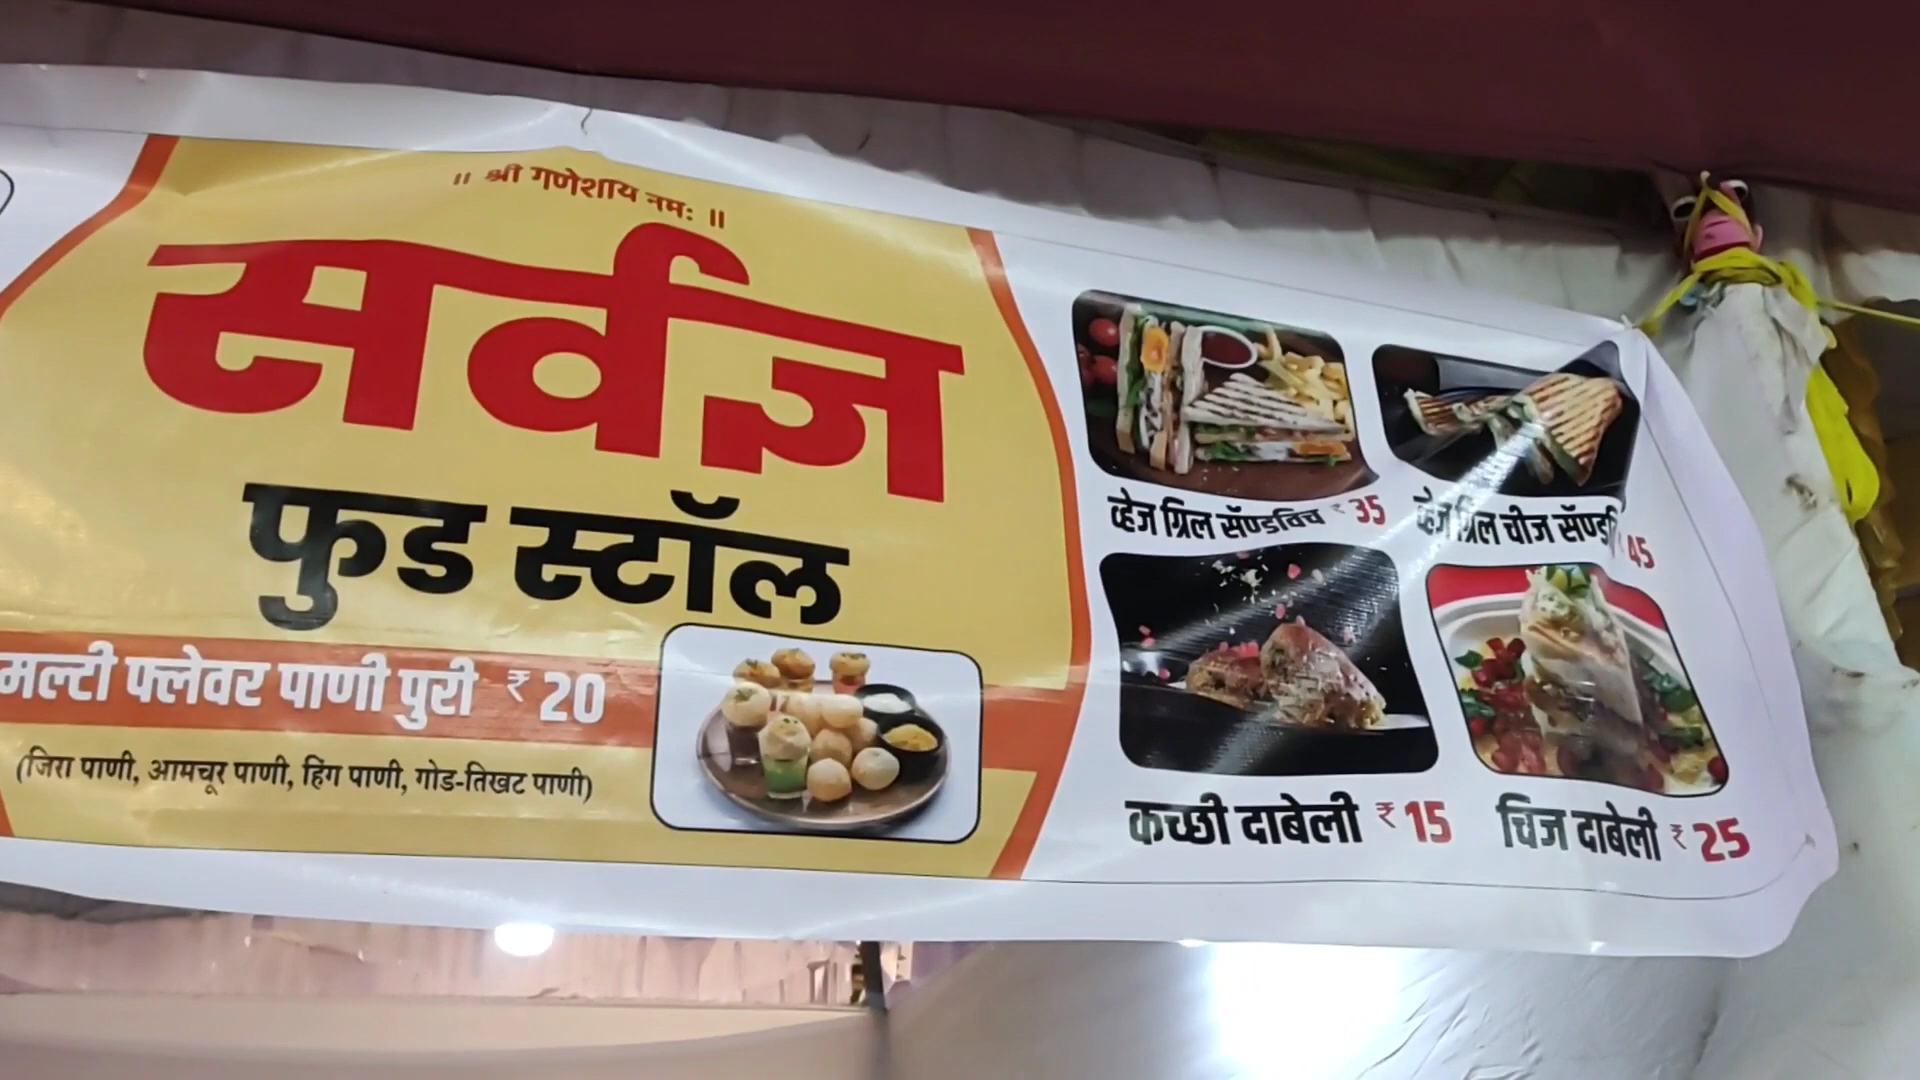 ॥ श्री गणेशाय नमः ॥
सर्वज्ञ
फुड स्टॉल
मल्टी फ्लेवर पाणी पुरी ₹ 20
(जिरा पाणी, आमचूर पाणी, हिंग पाणी, गोड-तिखट पाणी)
व्हेज ग्रिल सॅण्डविच ₹ 35
व्हेज ग्रिल चीज ₹ 45
कच्छी दाबेली ₹ 15
चिज दाबेली ₹ 25